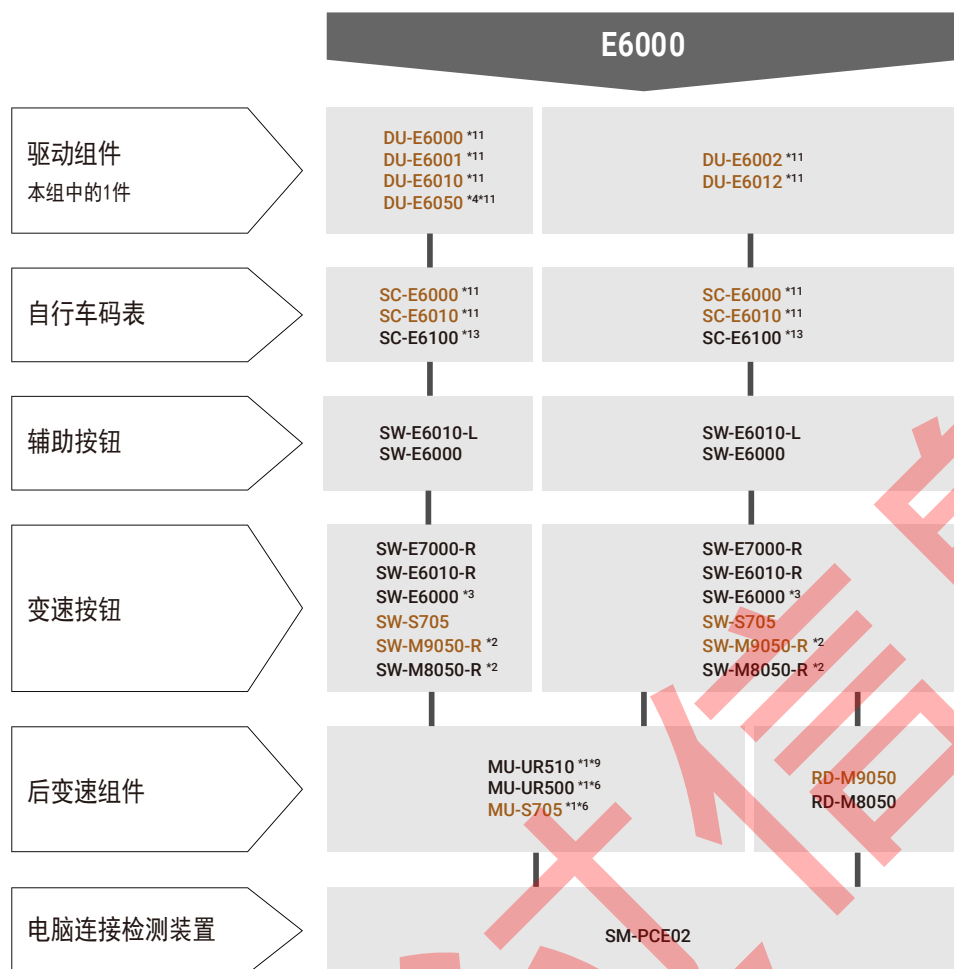 E6000
驱动组件
本组中的1件
DU-E6000 *11
DU-E6001 *11
DU-E6010 *11
DU-E6050 *4*11
DU-E6002 *11
DU-E6012 *11
自行车码表
SC-E6000 *11
SC-E6010 *11
SC-E6100 *13
SC-E6000 *11
SC-E6010 *11
SC-E6100 *13
辅助按钮
SW-E6010-L
SW-E6000
SW-E6010-L
SW-E6000
变速按钮
SW-E7000-R
SW-E6010-R
SW-E6000 *3
SW-S705
SW-M9050-R *2
SW-M8050-R *2
SW-E7000-R
SW-E6010-R
SW-E6000 *3
SW-S705
SW-M9050-R *2
SW-M8050-R *2
后变速组件
MU-UR510 *1*9
MU-UR500 *1*6
MU-S705 *1*6
RD-M9050
RD-M8050
电脑连接检测装置
SM-PCE02
信